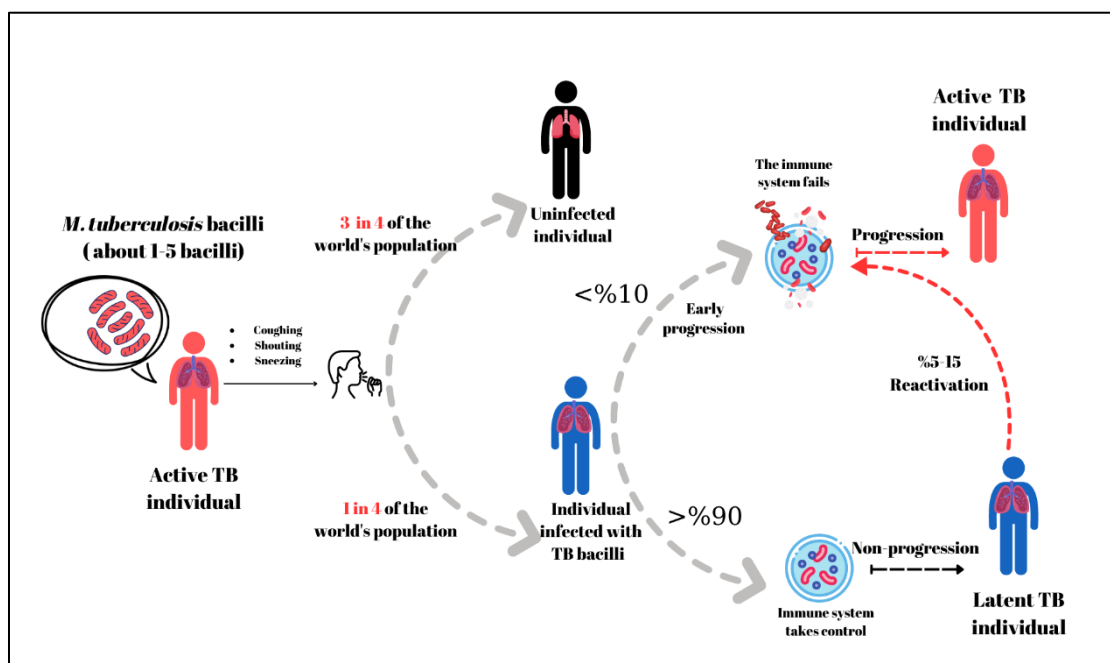 M. tuberculosis bacilli
(about 1-5 bacilli)
• Coughing
• Shouting
• Sneezing
Active TB
individual
3 in 4 of the
world's population
1 in 4 of the
world's population
Uninfected
individual
Individual
infected with
TB bacilli
<%10
Early
progression
>%90
The immune
system fails
Progression
Active TB
individual
%5-15
Reactivation
Immune system
takes control
Non-progression
Latent TB
individual